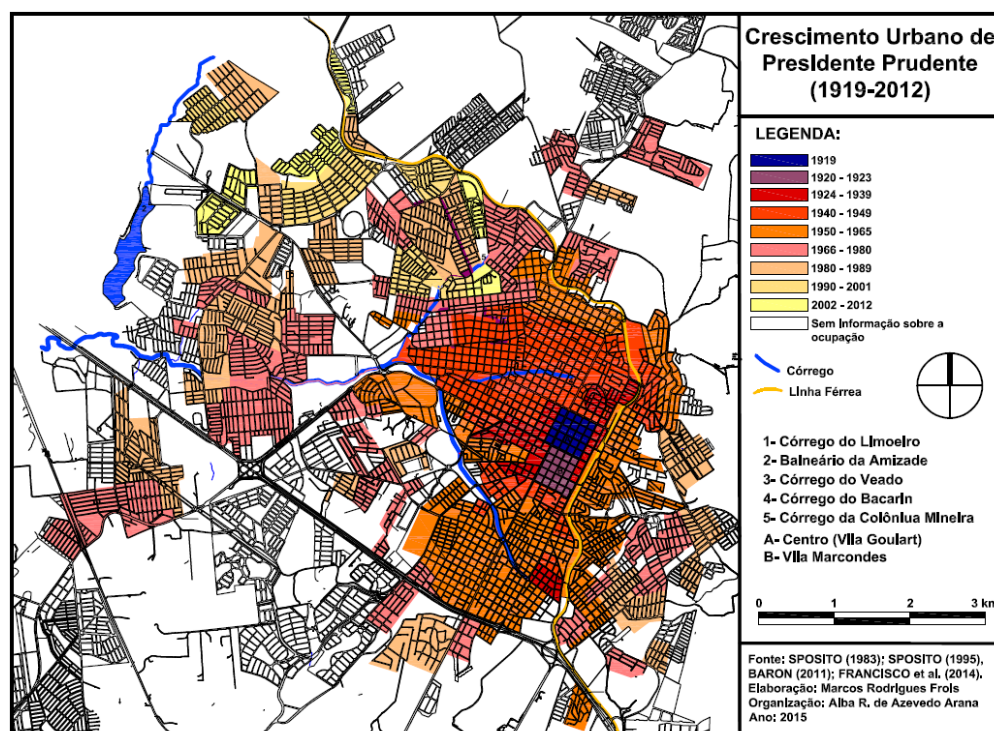 Crescimento Urbano de
Presidente Prudente
(1919-2012)
LEGENDA:
1919
1920 - 1923
1924 - 1939
1940 - 1949
1950 - 1965
1966 - 1980
1980 - 1989
1990 - 2001
2002 - 2012
Sem Informação sobre a
ocupação
Córrego
Linha Férrea
1- Córrego do Limoeiro
2- Balneário da Amizade
3- Córrego do Veado
4- Córrego do Bacarin
5- Córrego da Colôniua Mineira
A- Centro (Vila Goulart)
B- Vila Marcondes
0 1 2 3 km
Fonte: SPOSITO (1983); SPOSITO (1995),
BARON (2011); FRANCISCO et al. (2014).
Elaboração: Marcos Rodrigues Frois
Organização: Alba R. de Azevedo Arana
Ano: 2015